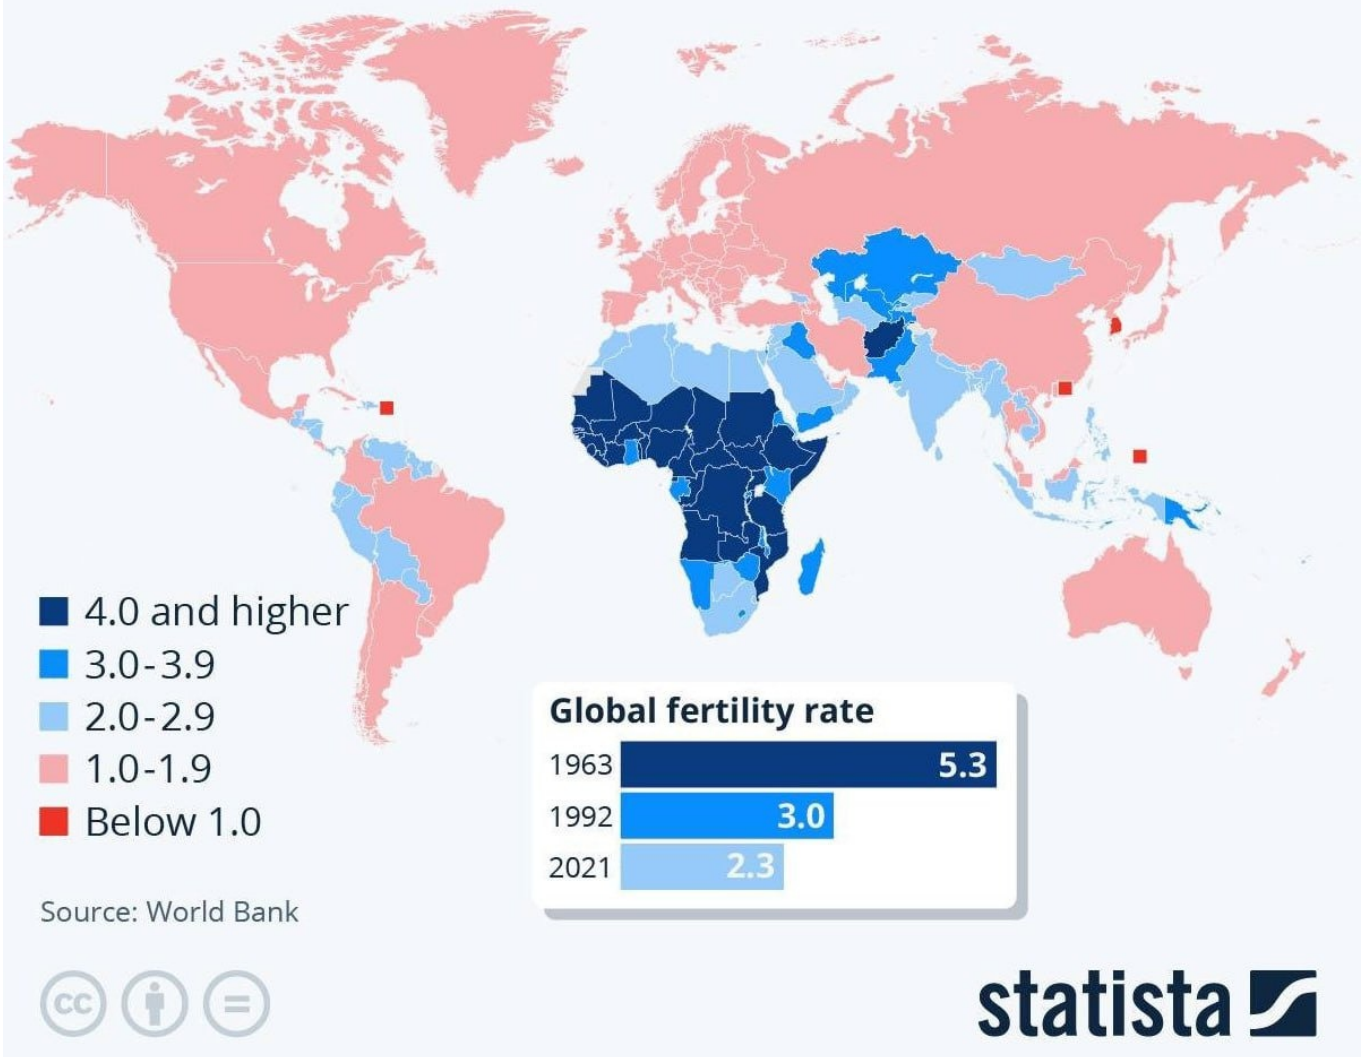 4.0 and higher
3.0-3.9
2.0-2.9
1.0-1.9
Below 1.0
Source: World Bank
Global fertility rate
1963 5.3
1992 3.0
2021 2.3
cc
statista